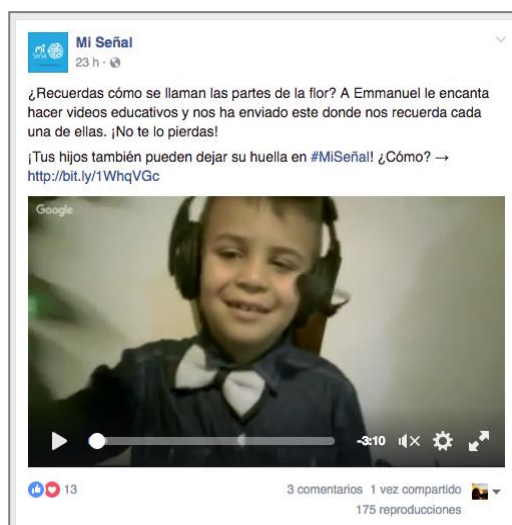 mi
señal
Mi Señal
23 h ·
¿Recuerdas cómo se llaman las partes de la flor? A Emmanuel le encanta
hacer videos educativos y nos ha enviado este donde nos recuerda cada
una de ellas. ¡No te lo pierdas!
¡Tus hijos también pueden dejar su huella en #MiSeñal! ¿Cómo? →
http://bit.ly/1WhqVGc
Google
-3:10
13
3 comentarios 1 vez compartido
175 reproducciones